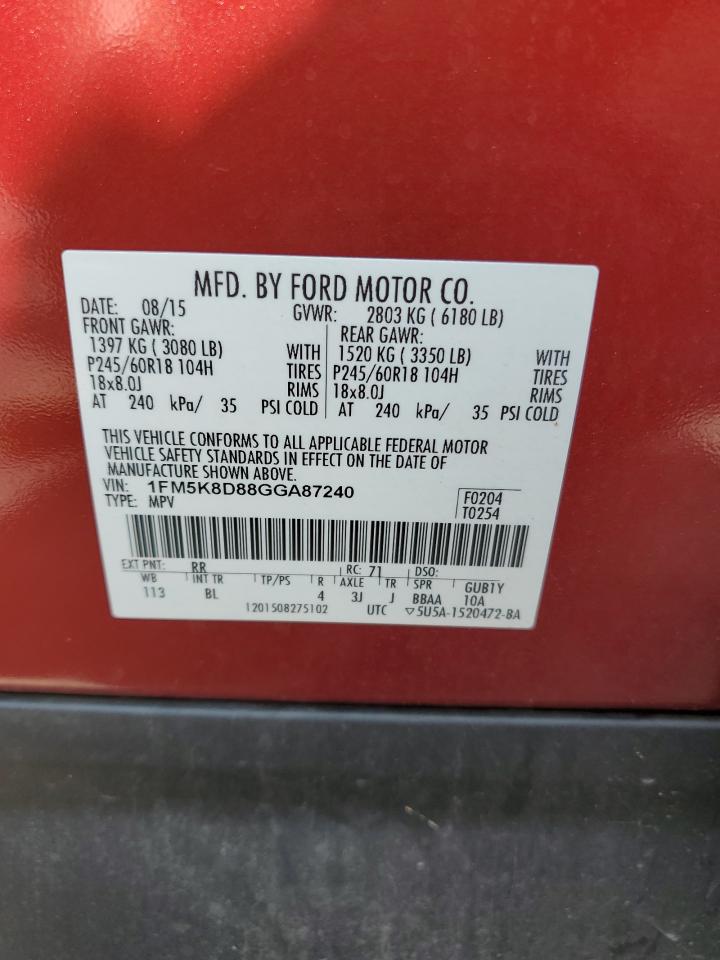 MFD. BY FORD MOTOR CO.
DATE: 08/15 GVWR: 2803 KG ( 6180 LB)
FRONT GAWR: REAR GAWR:
1397 KG ( 3080 LB) WITH 1520 KG ( 3350 LB) WITH
P245/60R18 104H TIRES P245/60R18 104H TIRES
18x8.0J RIMS 18x8.0J RIMS
AT 240 kPa/ 35 PSI COLD AT 240 kPa/ 35 PSI COLD
THIS VEHICLE CONFORMS TO ALL APPLICABLE FEDERAL MOTOR
VEHICLE SAFETY STANDARDS IN EFFECT ON THE DATE OF
MANUFACTURE SHOWN ABOVE.
VIN: 1FM5K8D88GGA87240 F0204
TYPE: MPV T0254
EXT PNT: RR RC: 71 DSO:
WB INT TR TP/PS R AXLE TR SPR GUB1Y
113 BL 4 3J J BBAA 10A
1201508275102 UTC ▽5U5A-1520472-BA